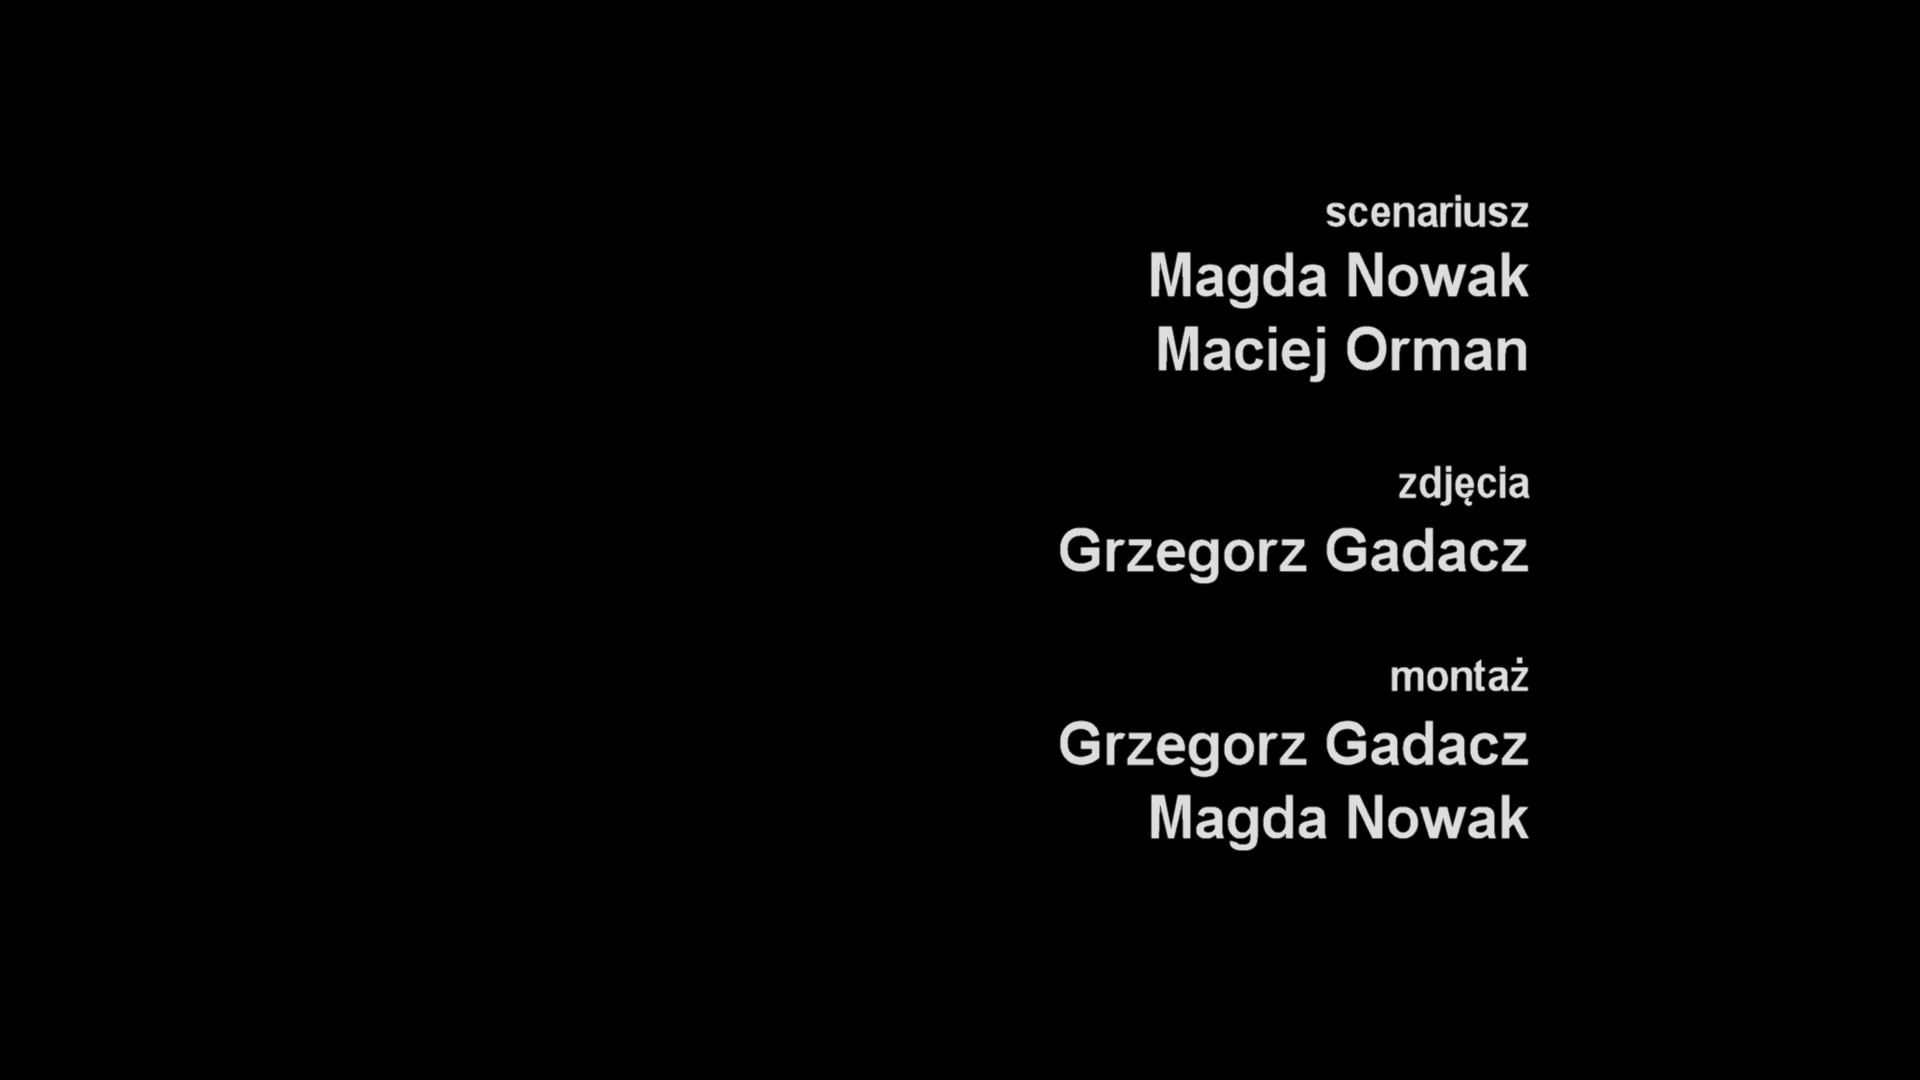 scenariusz
Magda Nowak
Maciej Orman
zdjęcia
Grzegorz Gadacz
montaż
Grzegorz Gadacz
Magda Nowak